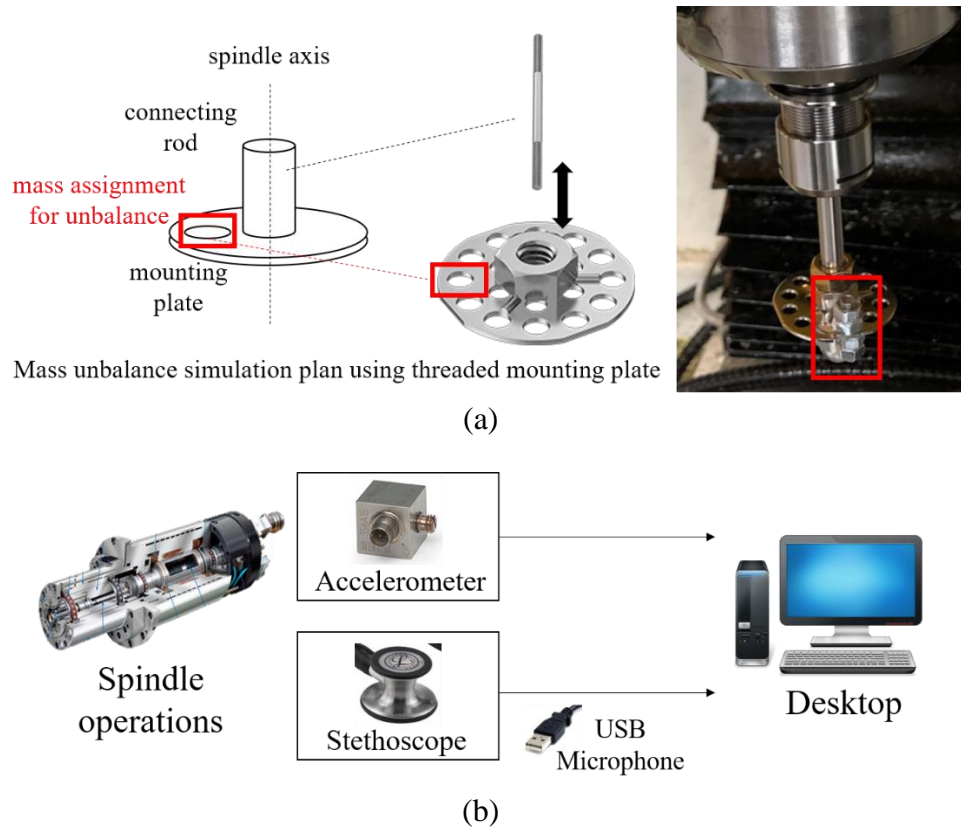 spindle axis
connecting
rod
mass assignment
for unbalance
mounting
plate
Mass unbalance simulation plan using threaded mounting plate
(a)
Accelerometer
Spindle
operations
Stethoscope
USB
Microphone
Desktop
(b)